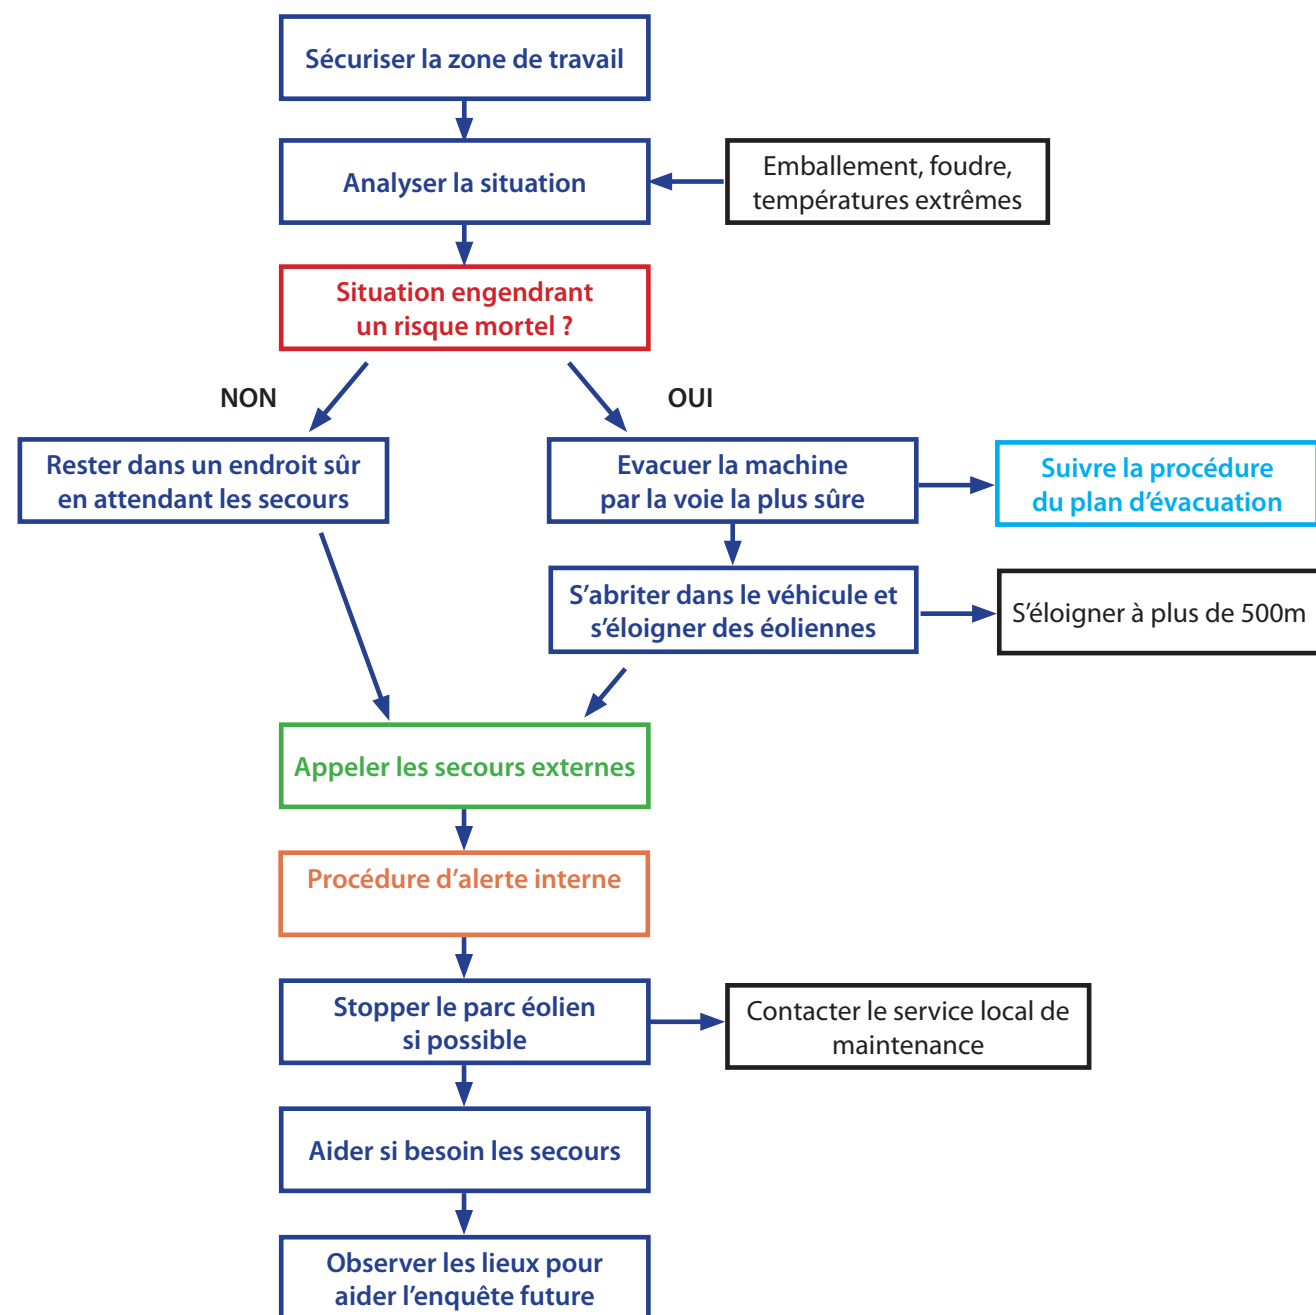 Sécuriser la zone de travail
Analyser la situation
Emballement, foudre,
températures extrêmes
Situation engendrant
un risque mortel ?
NON
OUI
Rester dans un endroit sûr
en attendant les secours
Evacuer la machine
par la voie la plus sûre
Suivre la procédure
du plan d’évacuation
S’abriter dans le véhicule et
s’éloigner des éoliennes
S’éloigner à plus de 500m
Appeler les secours externes
Procédure d’alerte interne
Stopper le parc éolien
si possible
Contacter le service local de
maintenance
Aider si besoin les secours
Observer les lieux pour
aider l’enquête future